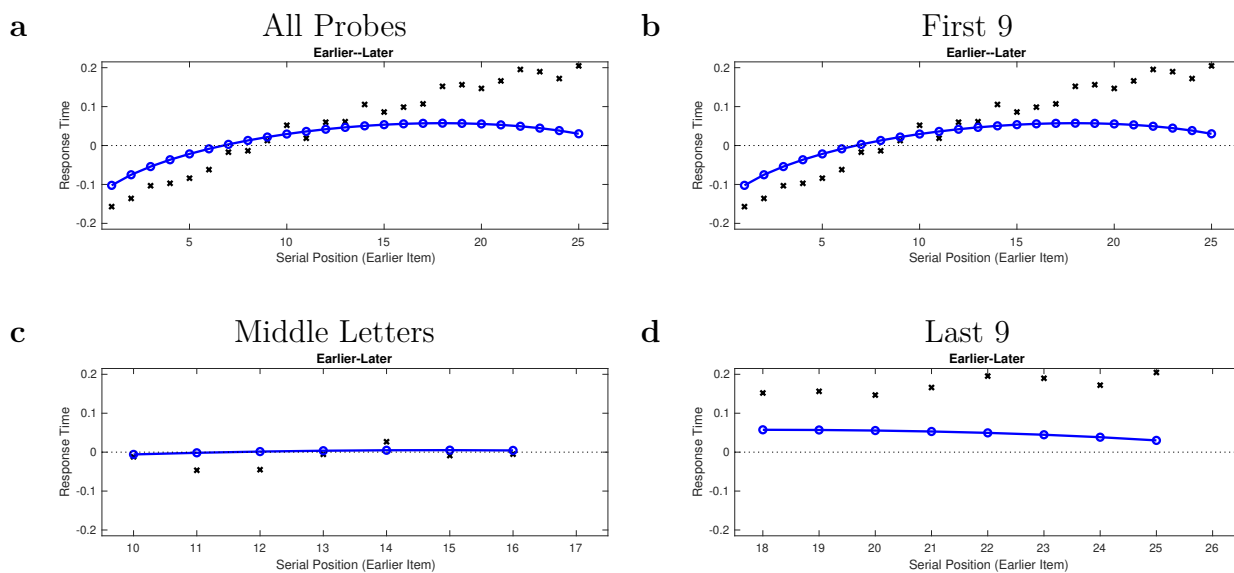 a All Probes
Earlier--Later
0.2
0.1
0
-0.1
-0.2
Response Time
5 10 15 20 25
Serial Position (Earlier Item)
b First 9
Earlier--Later
0.2
0.1
0
-0.1
-0.2
Response Time
5 10 15 20 25
Serial Position (Earlier Item)
c Middle Letters
Earlier-Later
0.2
0.1
0
-0.1
-0.2
Response Time
10 11 12 13 14 15 16 17
Serial Position (Earlier Item)
d Last 9
Earlier-Later
0.2
0.1
0
-0.1
-0.2
Response Time
18 19 20 21 22 23 24 25 26
Serial Position (Earlier Item)